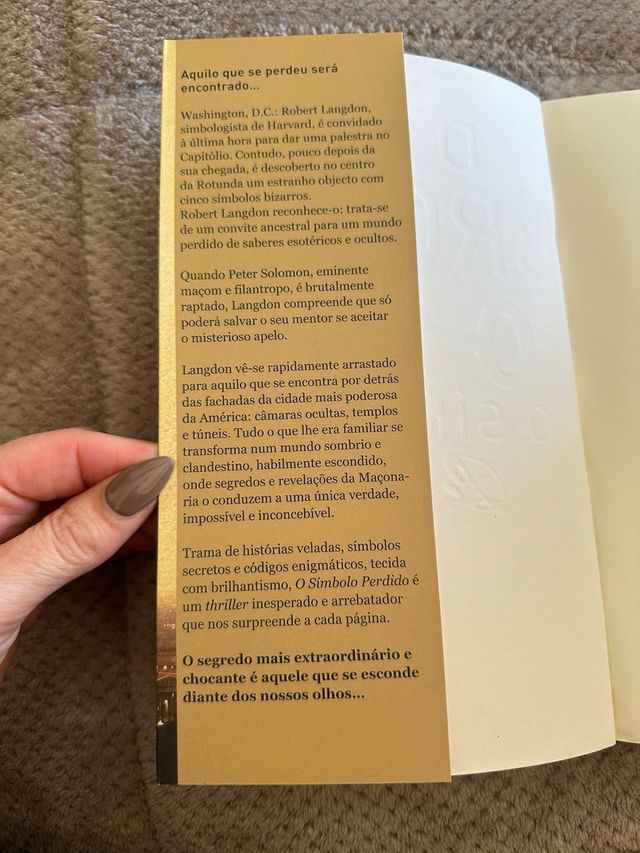 Aquilo que se perdeu será
encontrado...
Washington, D.C.: Robert Langdon,
simbologista de Harvard, é convidado
à última hora para dar uma palestra no
Capitólio. Contudo, pouco depois da
sua chegada, é descoberto no centro
da Rotunda um estranho objecto com
cinco símbolos bizarros.
Robert Langdon reconhece-o: trata-se
de um convite ancestral para um mundo
perdido de saberes esotéricos e ocultos.
Quando Peter Solomon, eminente
maçom e filantropo, é brutalmente
raptado, Langdon compreende que só
poderá salvar o seu mentor se aceitar
o misterioso apelo.
Langdon vê-se rapidamente arrastado
para aquilo que se encontra por detrás
das fachadas da cidade mais poderosa
da América: câmaras ocultas, templos
e túneis. Tudo o que lhe era familiar se
transforma num mundo sombrio e
clandestino, habilmente escondido,
onde segredos e revelações da Maçona-
ria o conduzem a uma única verdade,
impossível e inconcebível.
Trama de histórias veladas, símbolos
secretos e códigos enigmáticos, tecida
com brilhantismo, O Símbolo Perdido é
um thriller inesperado e arrebatador
que nos surpreende a cada página.
O segredo mais extraordinário e
chocante é aquele que se esconde
diante dos nossos olhos...